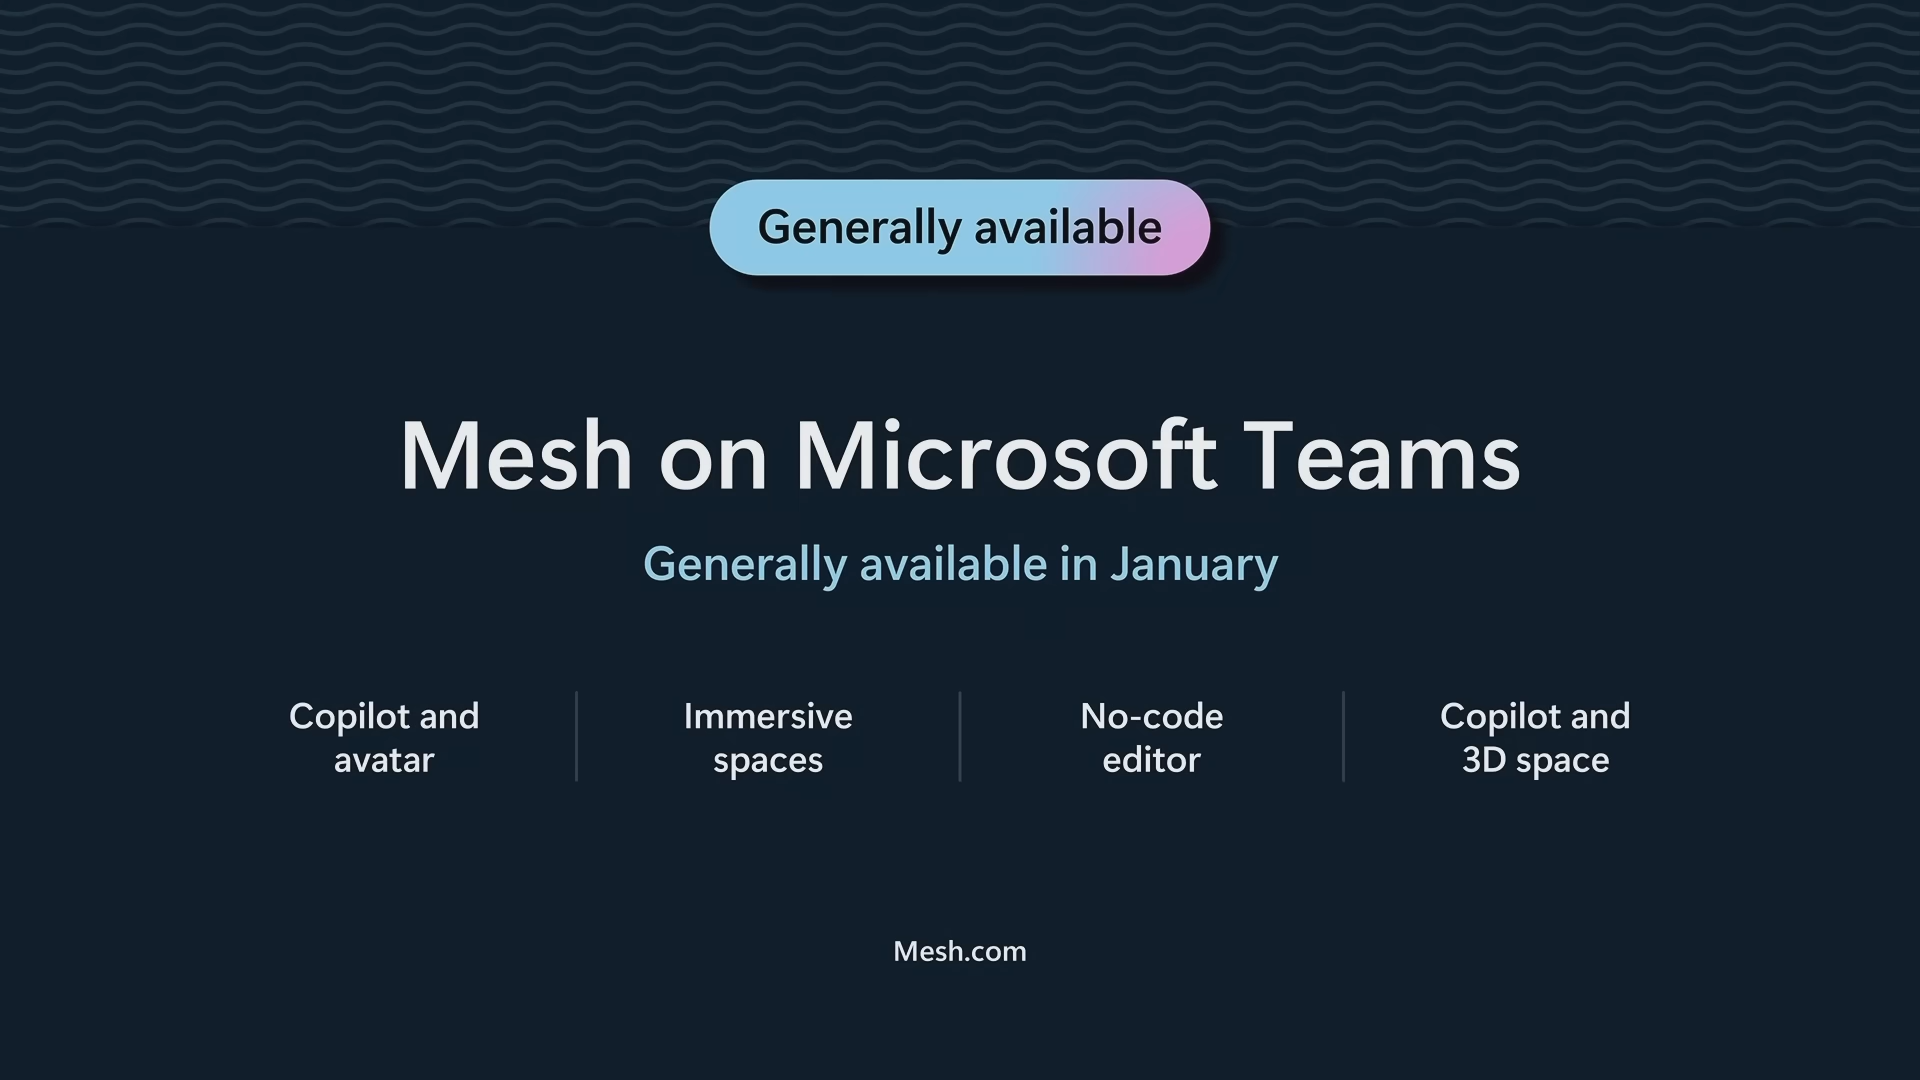 Generally available
Mesh on Microsoft Teams
Generally available in January
Copilot and
avatar
Immersive
spaces
No-code
editor
Copilot and
3D space
Mesh.com